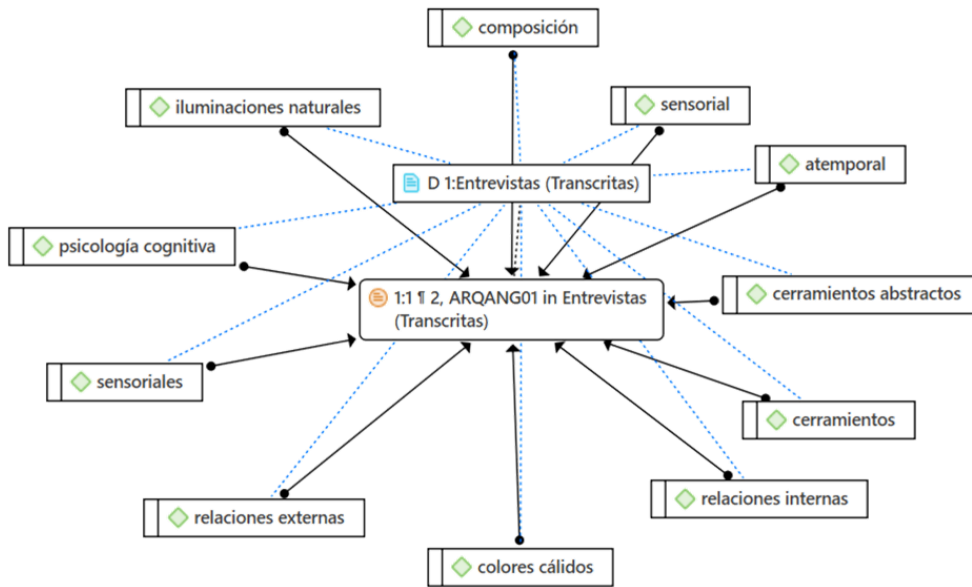 composición
iluminaciones naturales
sensorial
D 1:Entrevistas (Transcritas)
atemporal
psicología cognitiva
1:1 ¶ 2, ARQANG01 in Entrevistas
(Transcritas)
cerramientos abstractos
sensoriales
cerramientos
relaciones externas
relaciones internas
colores cálidos